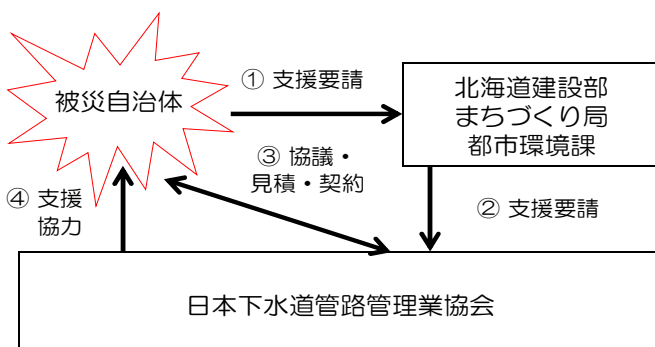 被災自治体
① 支援要請
北海道建設部
まちづくり局
都市環境課
③ 協議・
見積・契約
④ 支援
協力
② 支援要請
日本下水道管路管理業協会